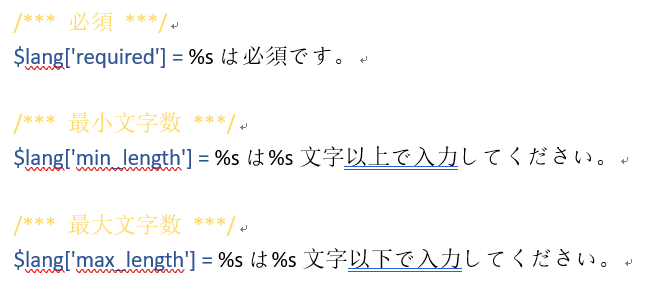 /*** 必須 ***/
$lang['required'] = %s は必須です。
/*** 最小文字数 ***/
$lang['min_length'] = %s は%s 文字以上で入力してください。
/*** 最大文字数 ***/
$lang['max_length'] = %s は%s 文字以下で入力してください。